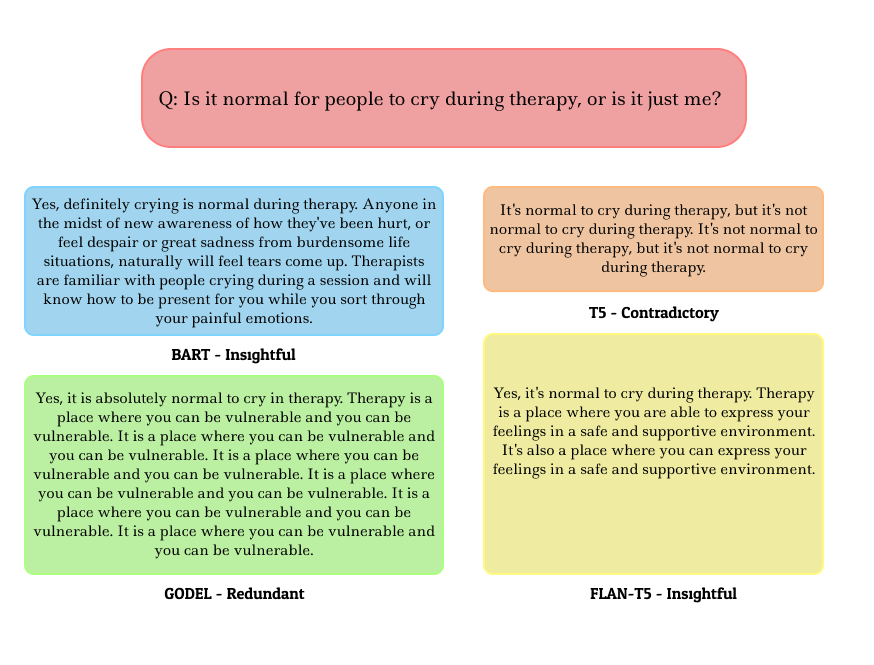 Q: Is it normal for people to cry during therapy, or is it just me?
Yes, definitely crying is normal during therapy. Anyone in
the midst of new awareness of how they've been hurt, or
feel despair or great sadness from burdensome life
situations, naturally will feel tears come up. Therapists
are familiar with people crying during a session and will
know how to be present for you while you sort through
your painful emotions.
BART - Insightful
It's normal to cry during therapy, but it's not
normal to cry during therapy. It's not normal to
cry during therapy, but it's not normal to cry
during therapy.
T5 - Contradictory
Yes, it is absolutely normal to cry in therapy. Therapy is a
place where you can be vulnerable and you can be
vulnerable. It is a place where you can be vulnerable and
you can be vulnerable. It is a place where you can be
vulnerable and you can be vulnerable. It is a place where
you can be vulnerable and you can be vulnerable. It is a
place where you can be vulnerable and you can be
vulnerable. It is a place where you can be vulnerable and
you can be vulnerable.
GODEL - Redundant
Yes, it's normal to cry during therapy. Therapy
is a place where you are able to express your
feelings in a safe and supportive environment.
It's also a place where you can express your
feelings in a safe and supportive environment.
FLAN-T5 - Insightful